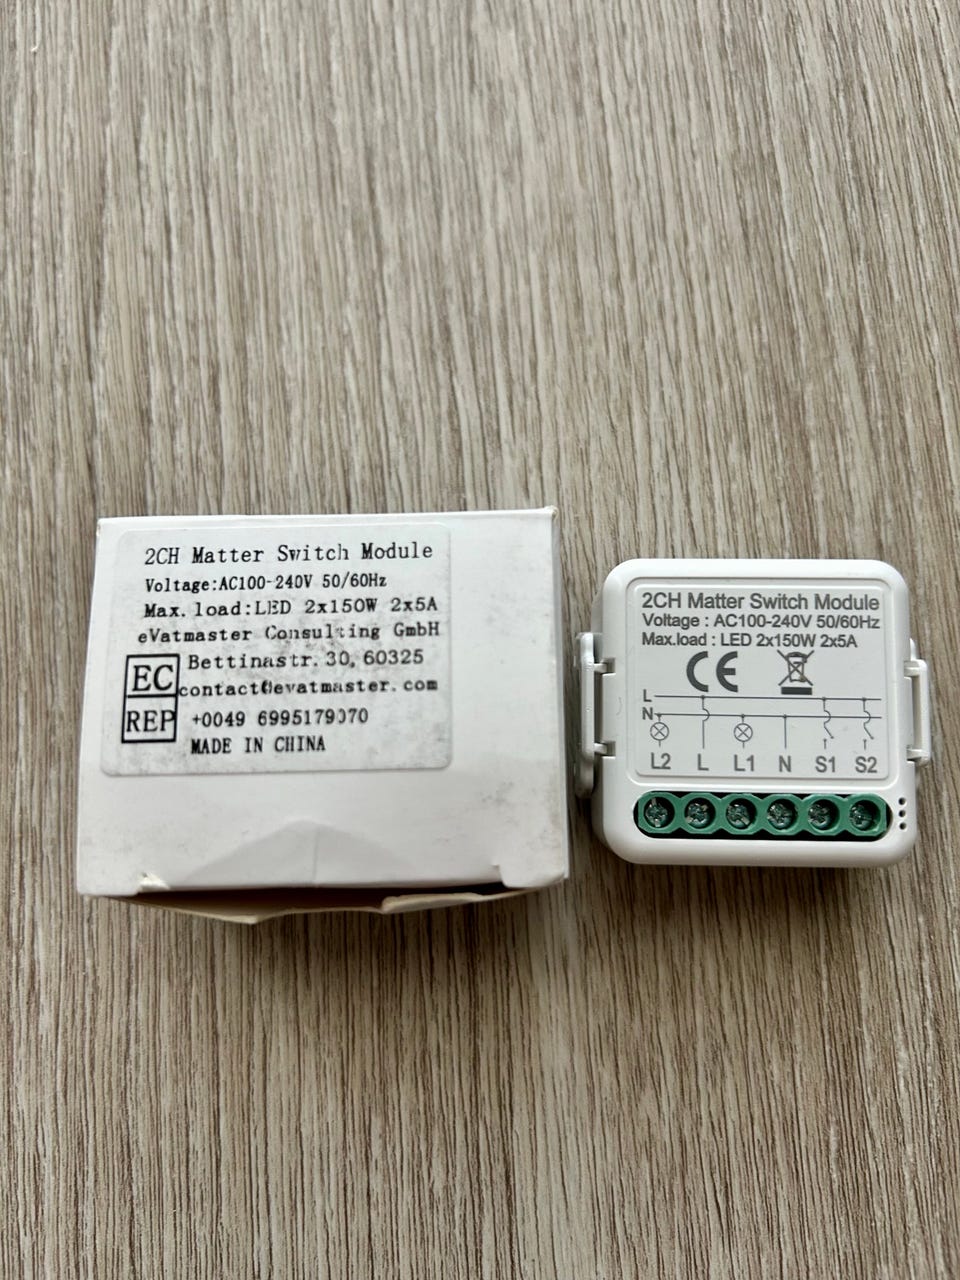 2CH Matter Switch Module
Voltage:AC100-240V 50/60Hz
Max. load:LED 2x150W 2x5A
eVatmaster Consulting GmbH
Bettinastr. 30, 60325
contact@evatmaster.com
+0049 6995179070
MADE IN CHINA
EC
REP
2CH Matter Switch Module
Voltage : AC100-240V 50/60Hz
Max.load : LED 2x150W 2x5A
CE
L
N
L2 L L1 N S1 S2